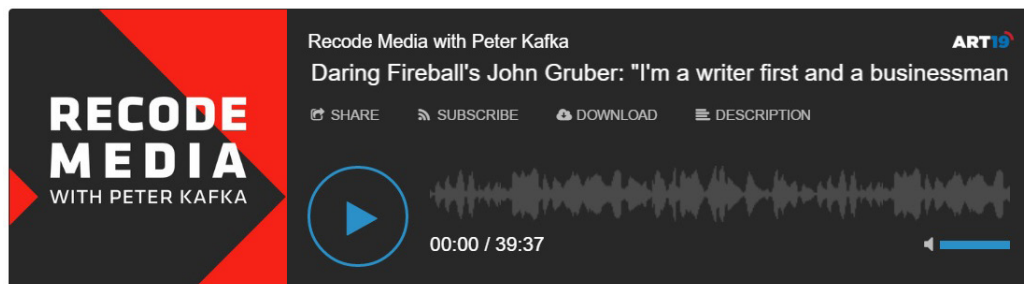 RECODE
MEDIA
WITH PETER KAFKA
Recode Media with Peter Kafka
ART19
Daring Fireball's John Gruber: "I'm a writer first and a businessman
SHARE SUBSCRIBE DOWNLOAD DESCRIPTION
00:00 / 39:37